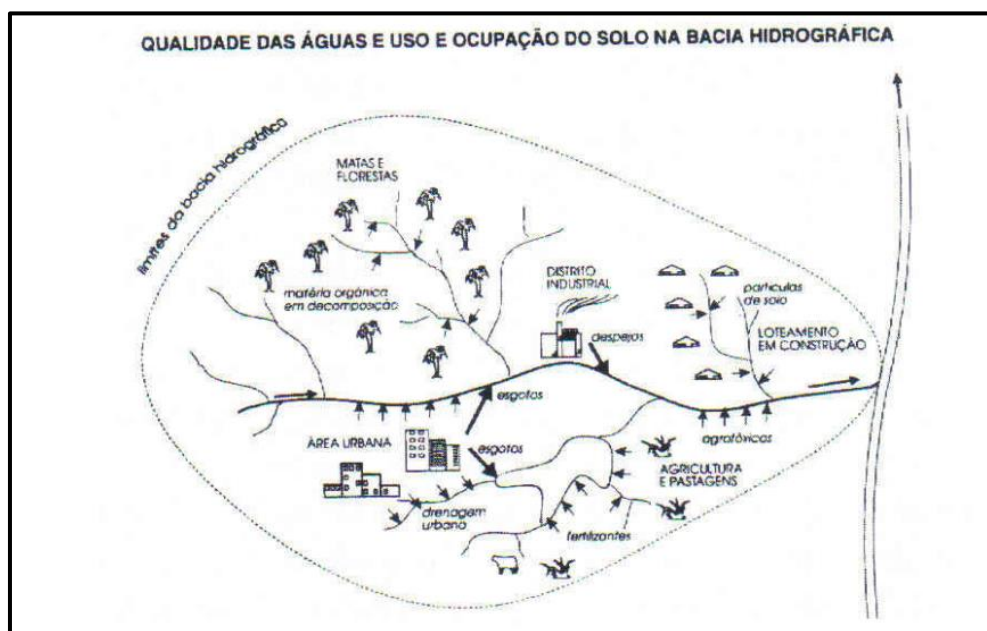 QUALIDADE DAS ÁGUAS E USO E OCUPAÇÃO DO SOLO NA BACIA HIDROGRÁFICA
limites da bacia hidrográfica
MATAS E
FLORESTAS
matéria orgânica
em decomposição
DISTRITO
INDUSTRIAL
despejos
partículas
de solo
LOTEAMENTO
EM CONSTRUÇÃO
esgotos
ÁREA URBANA
esgotos
agrotóxicos
AGRICULTURA
E PASTAGENS
drenagem
urbana
fertilizantes